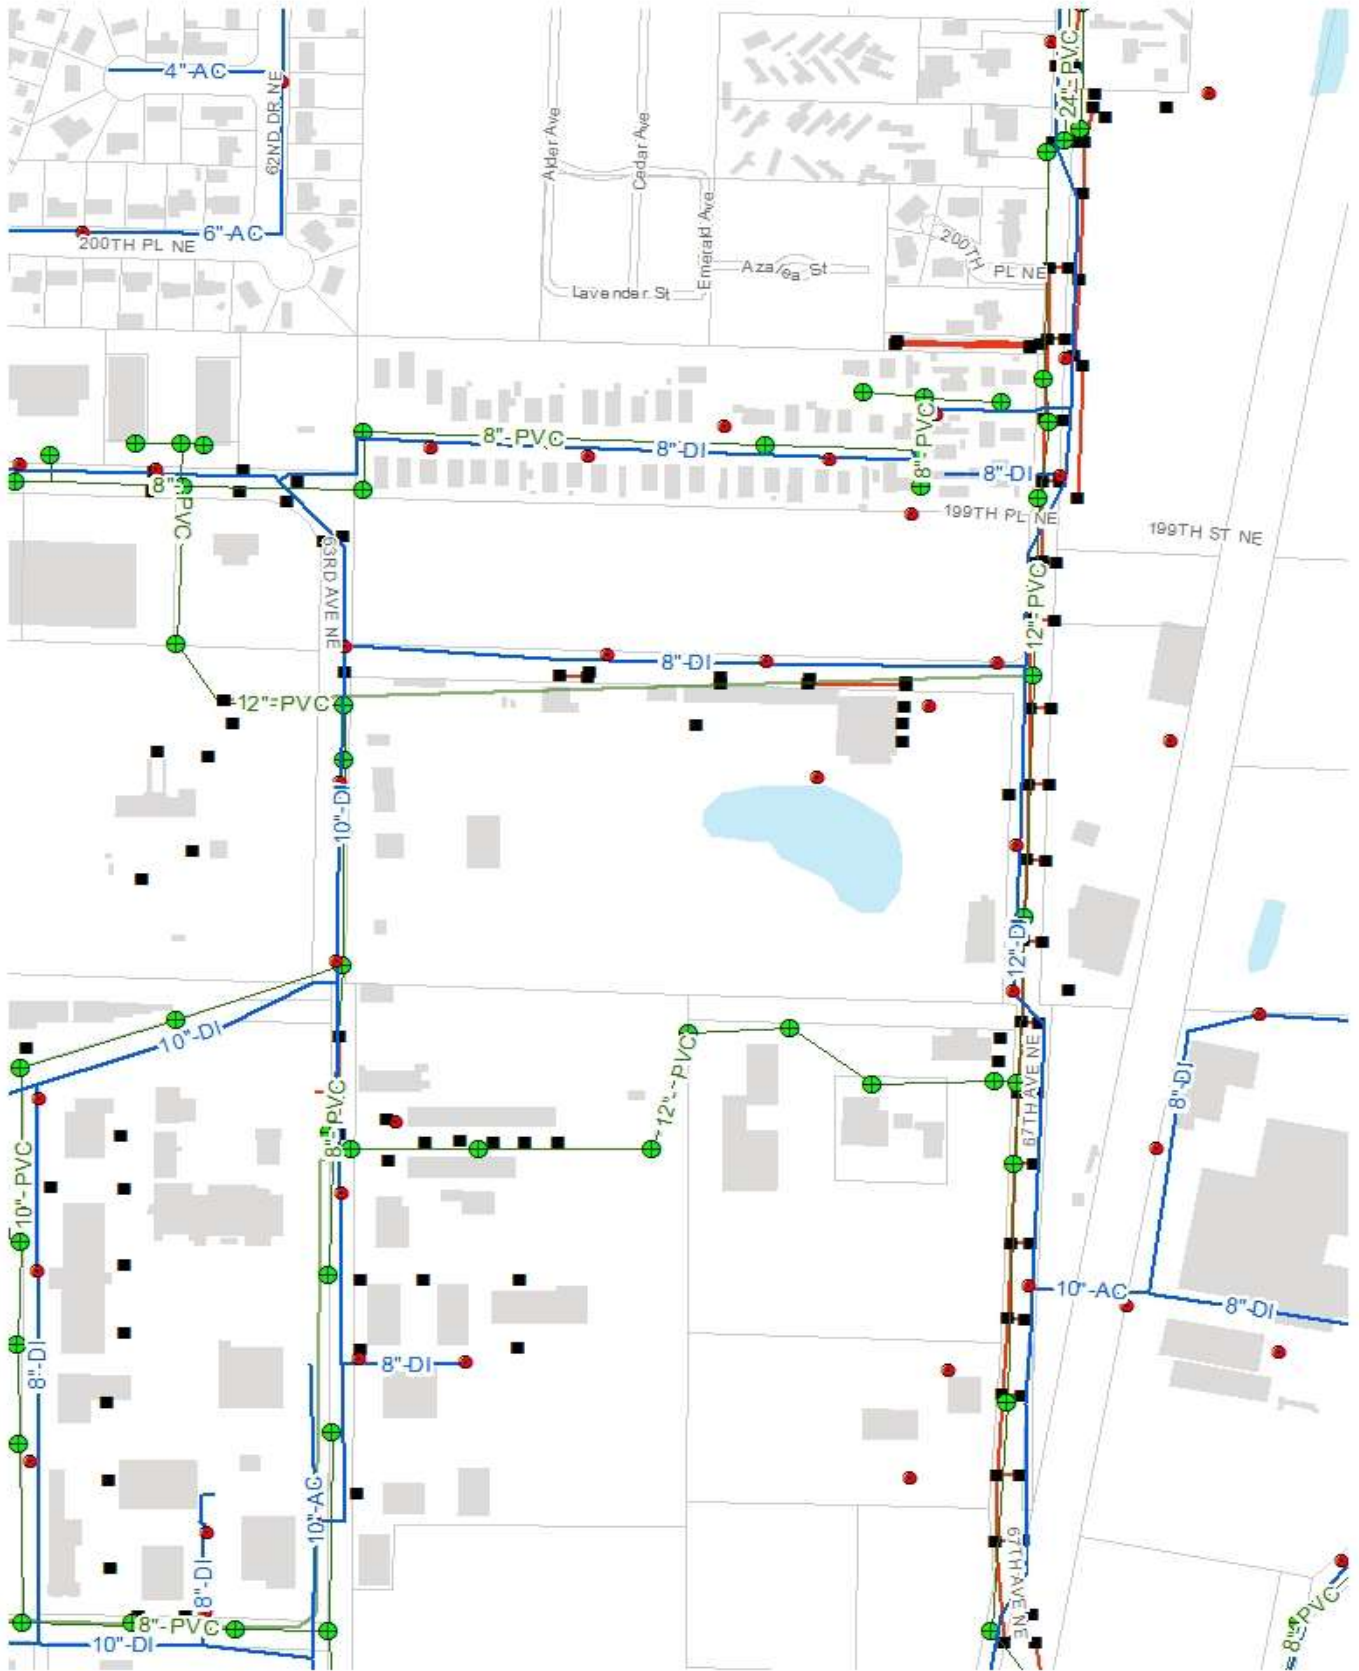 24"-PVC
4"-AC
62ND DR NE
Alder Ave
Cedar Ave
Emerald Ave
6"-AC
200TH PL NE
200TH PL NE
Azalea St
Lavender St
8"-PVC
8"-DI
8"-PVC
8"-DI
8"-PVC
199TH PL NE
199TH ST NE
63RD AVE NE
12"-PVC
8"-DI
12"-PVC
10"-DI
12"-DI
10"-DI
12"-PVC
67TH AVE NE
8"-DI
8"-PVC
10"-PVC
10"-AC
8"-DI
8"-DI
8"-DI
10"-AC
8"-DI
67TH AVE NE
8"-PVC
8"-PVC
10"-DI